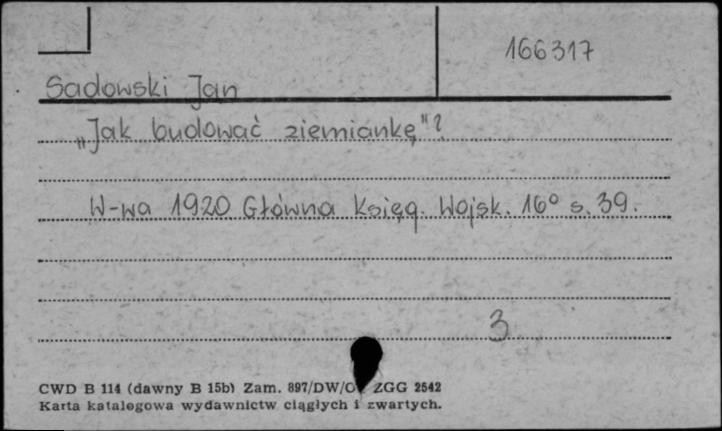 166317
Sadowski Jan
„Jak budować ziemiankę"?
W-wa 1920 Główna Księg. Wojsk. 16° s. 39.
3
CWD B 114 (dawny B 15b) Zam. 897/DW/O ZGG 2542
Karta katalogowa wydawnictw ciągłych i zwartych.